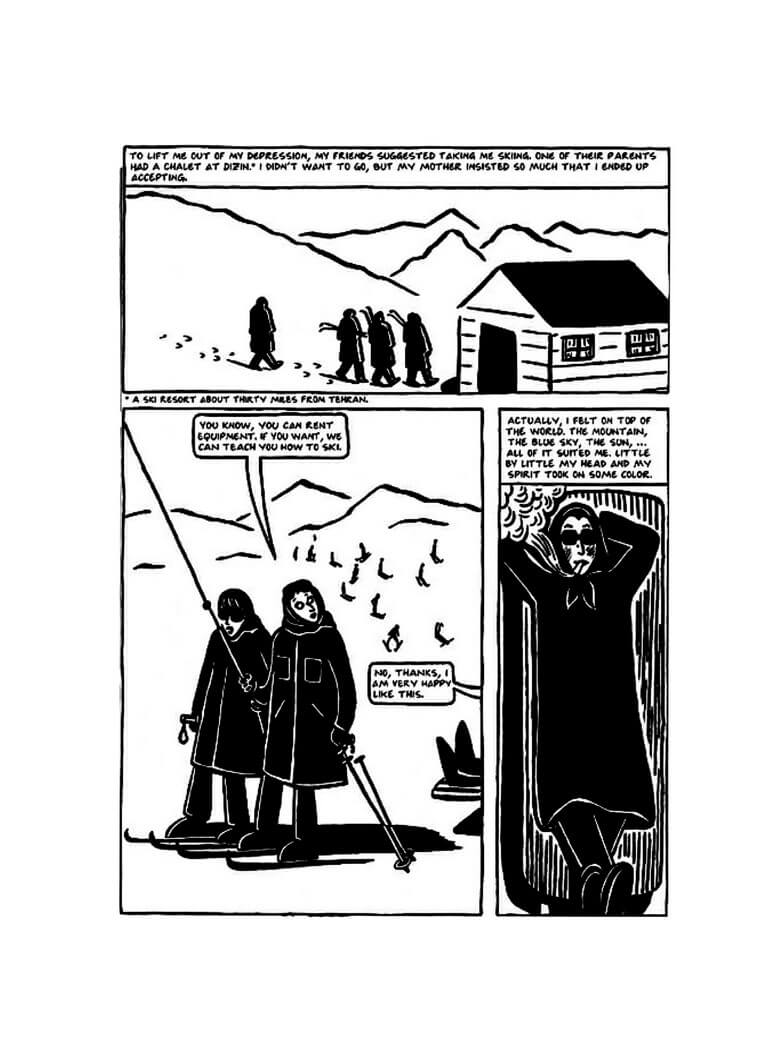 TO LIFT ME OUT OF MY DEPRESSION, MY FRIENDS SUGGESTED TAKING ME SKIING. ONE OF THEIR PARENTS
HAD A CHALET AT DIZIN.* I DIDN'T WANT TO GO, BUT MY MOTHER INSISTED SO MUCH THAT I ENDED UP
ACCEPTING.
* A SKI RESORT ABOUT THIRTY MILES FROM TEHRAN.
YOU KNOW, YOU CAN RENT
EQUIPMENT. IF YOU WANT, WE
CAN TEACH YOU HOW TO SKI.
NO, THANKS, I
AM VERY HAPPY
LIKE THIS.
ACTUALLY, I FELT ON TOP OF
THE WORLD. THE MOUNTAIN,
THE BLUE SKY, THE SUN, ...
ALL OF IT SUITED ME. LITTLE
BY LITTLE MY HEAD AND MY
SPIRIT TOOK ON SOME COLOR.